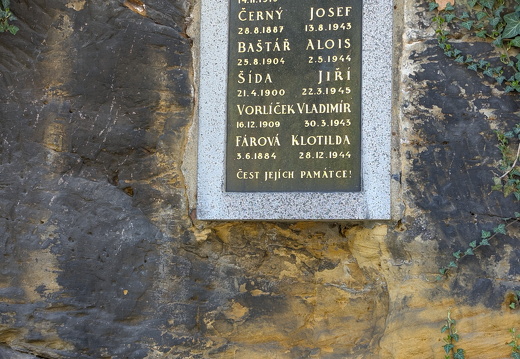 ČERNÝ JOSEF
28.8.1887 13.8.1943
BAŠTÁŘ ALOIS
25.8.1904 2.5.1944
ŠÍDA JIŘÍ
21.4.1900 22.3.1945
VORLÍČEK VLADIMÍR
16.12.1909 30.3.1943
FÁROVÁ KLOTILDA
3.6.1884 28.12.1944
ČEST JEJICH PAMÁTCE!